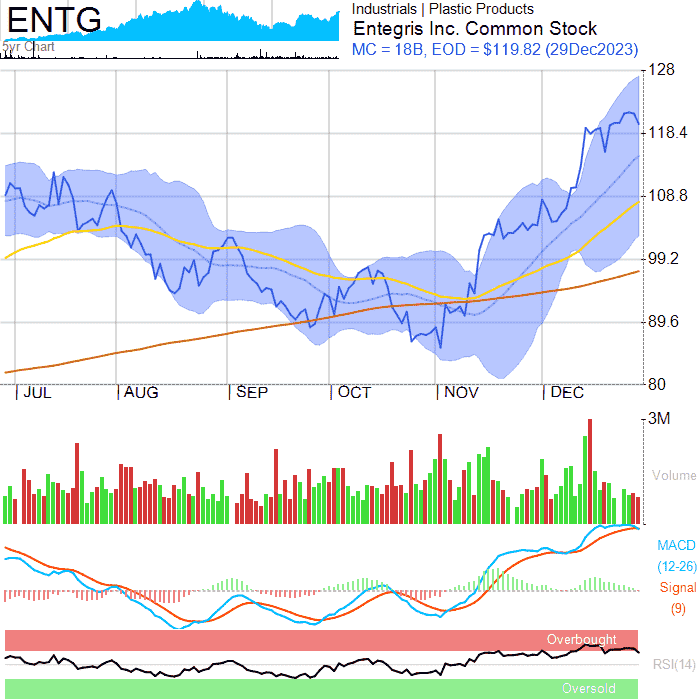 ENTG
5yr Chart
Industrials | Plastic Products
Entegris Inc. Common Stock
MC = 18B, EOD = $119.82 (29Dec2023)
128
118.4
108.8
99.2
89.6
80
JUL AUG SEP OCT NOV DEC
3M
Volume
MACD
(12-26)
Signal
(9)
Overbought
RSI(14)
Oversold